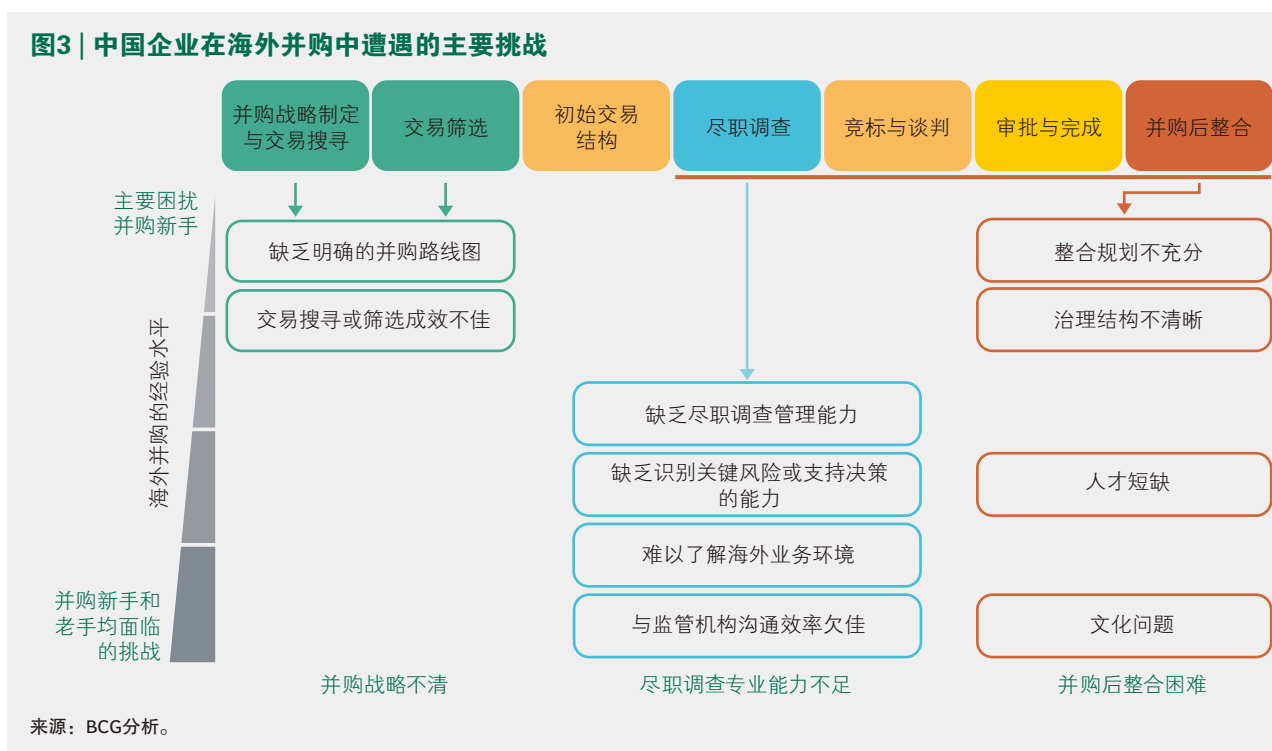 图3 | 中国企业在海外并购中遭遇的主要挑战
并购战略制定
与交易搜寻
交易筛选
初始交易
结构
尽职调查
竞标与谈判
审批与完成
并购后整合
主要困扰
并购新手
海外并购的经验水平
并购新手和
老手均面临
的挑战
缺乏明确的并购路线图
交易搜寻或筛选成效不佳
缺乏尽职调查管理能力
缺乏识别关键风险或支持决策
的能力
难以了解海外业务环境
与监管机构沟通效率欠佳
整合规划不充分
治理结构不清晰
人才短缺
文化问题
并购战略不清
尽职调查专业能力不足
并购后整合困难
来源：BCG分析。